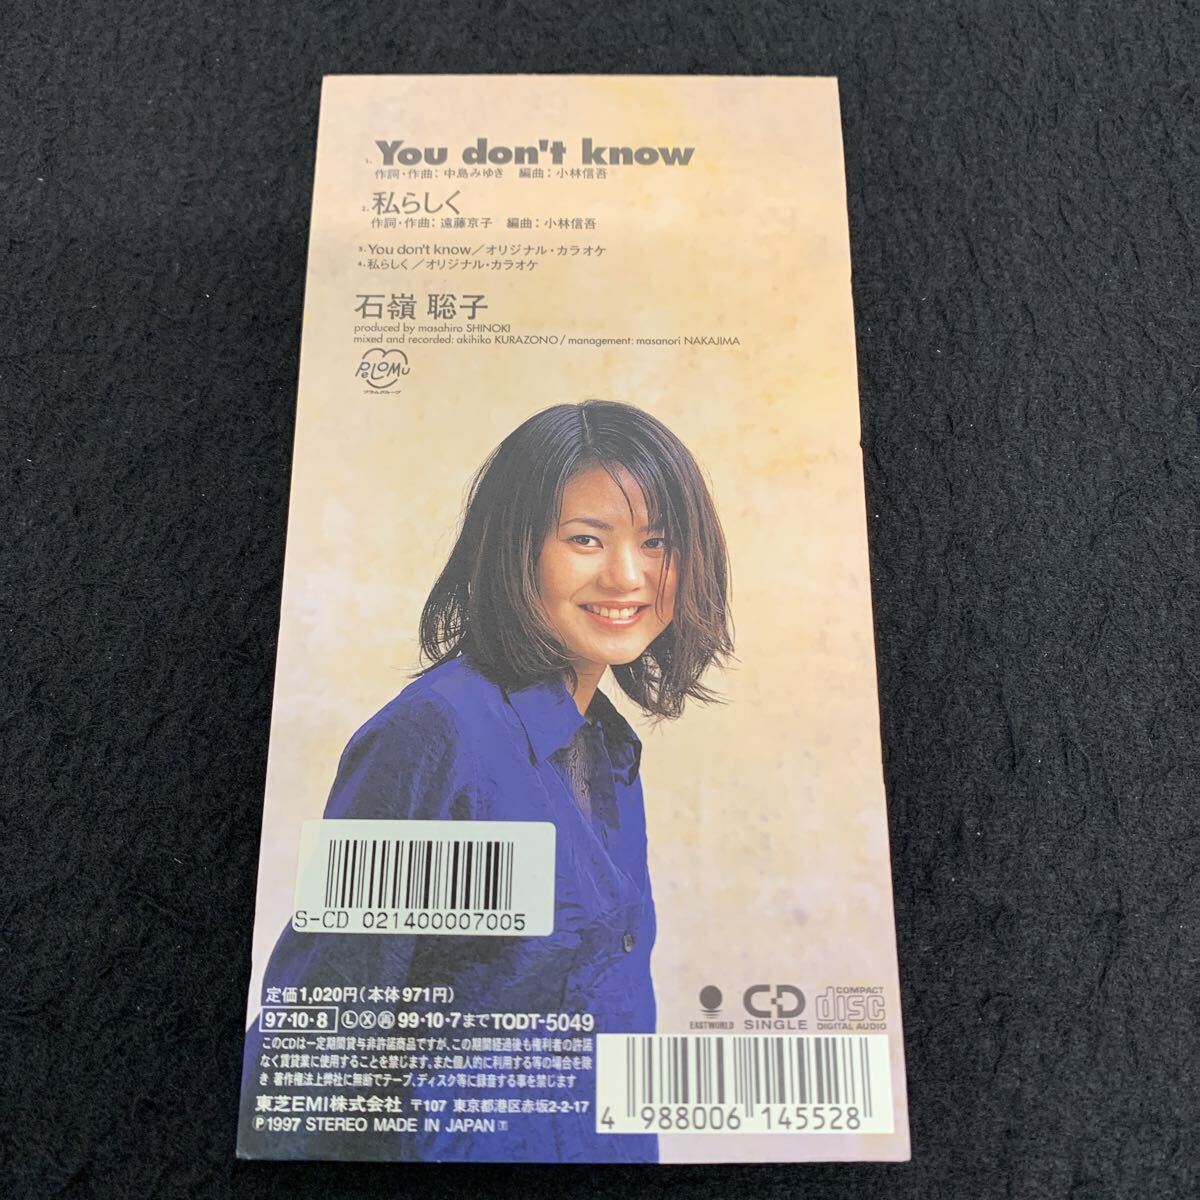 1. You don't know
作詞・作曲：中島みゆき　編曲：小林信吾
2. 私らしく
作詞・作曲：遠藤京子　編曲：小林信吾
3. You don't know／オリジナル・カラオケ
4. 私らしく／オリジナル・カラオケ
石嶺 聡子
produced by masahiro SHINOKI
mixed and recorded: akihiko KURAZONO / management: masanori NAKAJIMA
PeLoMu
S-CD 021400007005
定価1,020円(本体971円)
97・10・8 Ⓛ Ⓧ ㊢ 99・10・7まで TODT-5049
このCDは一定期間貸与非許諾商品ですが、この期間経過後も権利者の許諾
なく賃貸業に使用することを禁じます。また個人的に利用する等の場合を除
き 著作権法上弊社に無断でテープ、ディスク等に録音する事を禁じます
東芝EMI株式会社 〒107 東京都港区赤坂2-2-17
Ⓟ1997 STEREO MADE IN JAPAN Ⓣ
EASTWORLD
CD SINGLE
COMPACT disc DIGITAL AUDIO
4 988006 145528